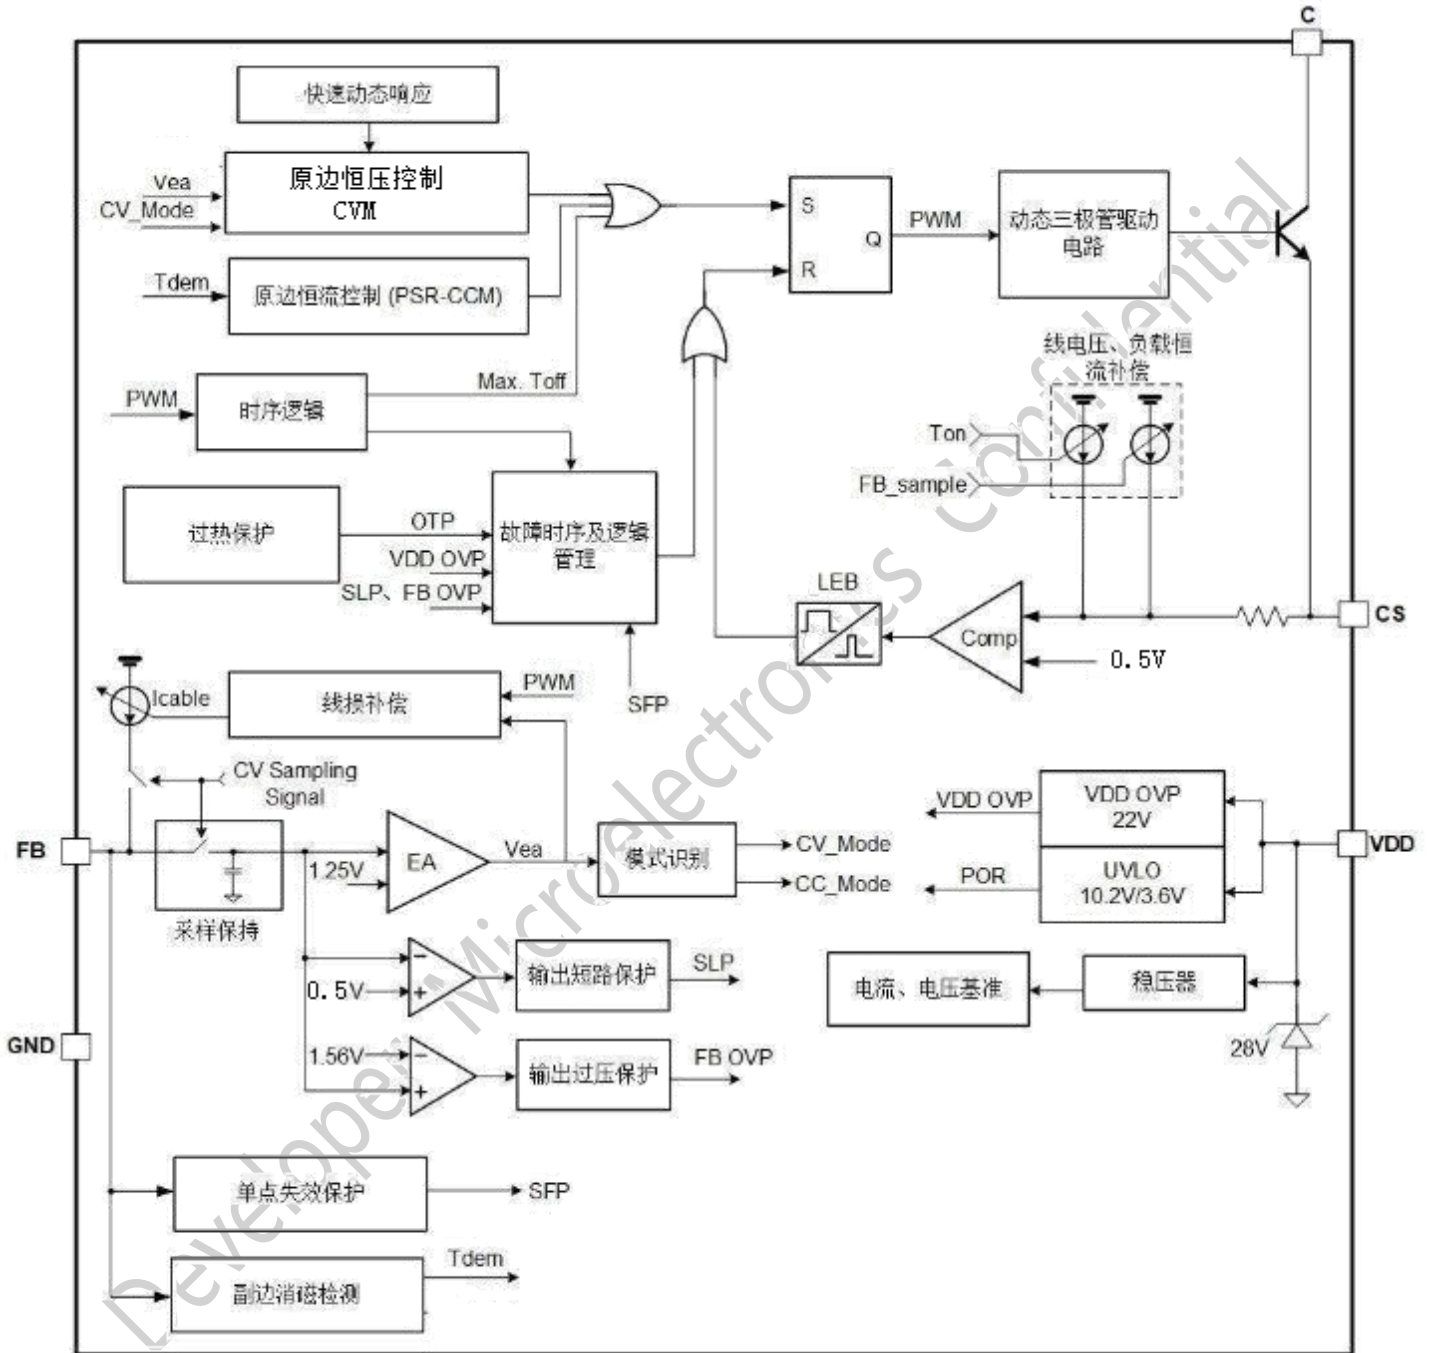 C
快速动态响应
原边恒压控制
CVM
Vea
CV_Mode
Tdem
原边恒流控制 (PSR-CCM)
S
R
Q
PWM
动态三极管驱动
电路
PWM
时序逻辑
Max. Toff
线电压、负载恒
流补偿
Ton
FB_sample
过热保护
OTP
VDD OVP
SLP、FB OVP
故障时序及逻辑
管理
SFP
LEB
Comp
0.5V
CS
Icable
线损补偿
PWM
CV Sampling
Signal
FB
采样保持
1.25V
EA
Vea
模式识别
CV_Mode
CC_Mode
VDD OVP
VDD OVP
22V
POR
UVLO
10.2V/3.6V
VDD
0.5V
-
+
输出短路保护
SLP
电流、电压基准
稳压器
28V
GND
1.56V
-
+
输出过压保护
FB OVP
单点失效保护
SFP
副边消磁检测
Tdem
Developer Microelectronics Confidential